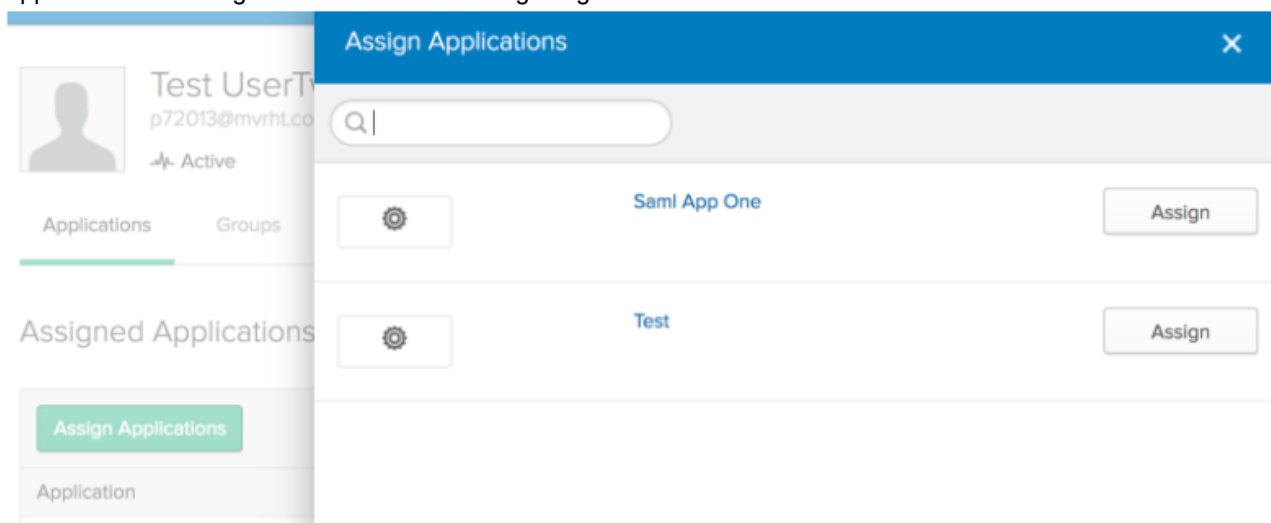 Assign Applications
Test UserTw
p72013@mvrht.co
Active
Applications Groups
Saml App One
Assign
Assigned Applications
Test
Assign
Assign Applications
Application